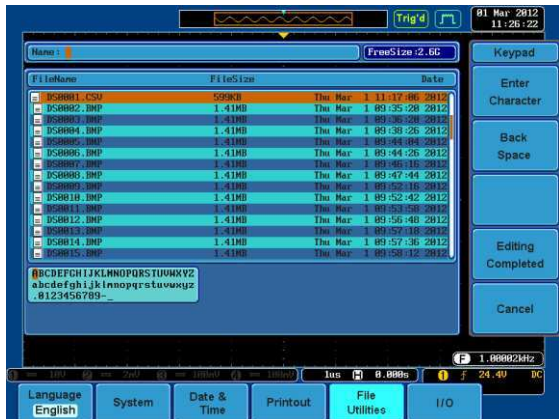 Trig'd
01 Mar 2012
11:26:22
Name:
FreeSize:2.6G
Keypad
FileName FileSize Date
DS0001.CSV 599KB Thu Mar 1 11:17:06 2012
DS0002.BMP 1.41MB Thu Mar 1 09:35:20 2012
DS0003.BMP 1.41MB Thu Mar 1 09:36:20 2012
DS0004.BMP 1.41MB Thu Mar 1 09:38:26 2012
DS0005.BMP 1.41MB Thu Mar 1 09:44:04 2012
DS0006.BMP 1.41MB Thu Mar 1 09:44:26 2012
DS0007.BMP 1.41MB Thu Mar 1 09:46:16 2012
DS0008.BMP 1.41MB Thu Mar 1 09:47:44 2012
DS0009.BMP 1.41MB Thu Mar 1 09:52:16 2012
DS0010.BMP 1.41MB Thu Mar 1 09:52:42 2012
DS0011.BMP 1.41MB Thu Mar 1 09:53:50 2012
DS0012.BMP 1.41MB Thu Mar 1 09:56:48 2012
DS0013.BMP 1.41MB Thu Mar 1 09:57:18 2012
DS0014.BMP 1.41MB Thu Mar 1 09:57:36 2012
DS0015.BMP 1.41MB Thu Mar 1 09:58:12 2012
Enter
Character
Back
Space
Editing
Completed
Cancel
ABCDEFGHIJKLMNOPQRSTUVWXYZ
abcdefghijklmnopqrstuvwxyz
.0123456789-_
F 1.00002kHz
1us H 0.000s
1 24.4V DC
Language
English
System
Date &
Time
Printout
File
Utilities
I/O